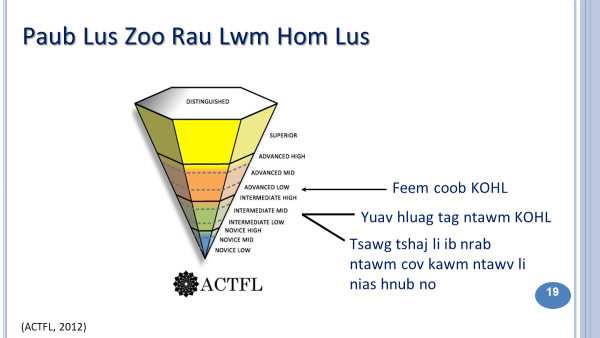 Paub Lus Zoo Rau Lwm Hom Lus
DISTINGUISHED
SUPERIOR
ADVANCED HIGH
ADVANCED MID
ADVANCED LOW
INTERMEDIATE HIGH
INTERMEDIATE MID
INTERMEDIATE LOW
NOVICE HIGH
NOVICE MID
NOVICE LOW
Feem coob KOHL
Yuav hluag tag ntawm KOHL
Tsawg tshaj li ib nrab
ntawm cov kawm ntawv li
nias hnub no
ACTFL
19
(ACTFL, 2012)